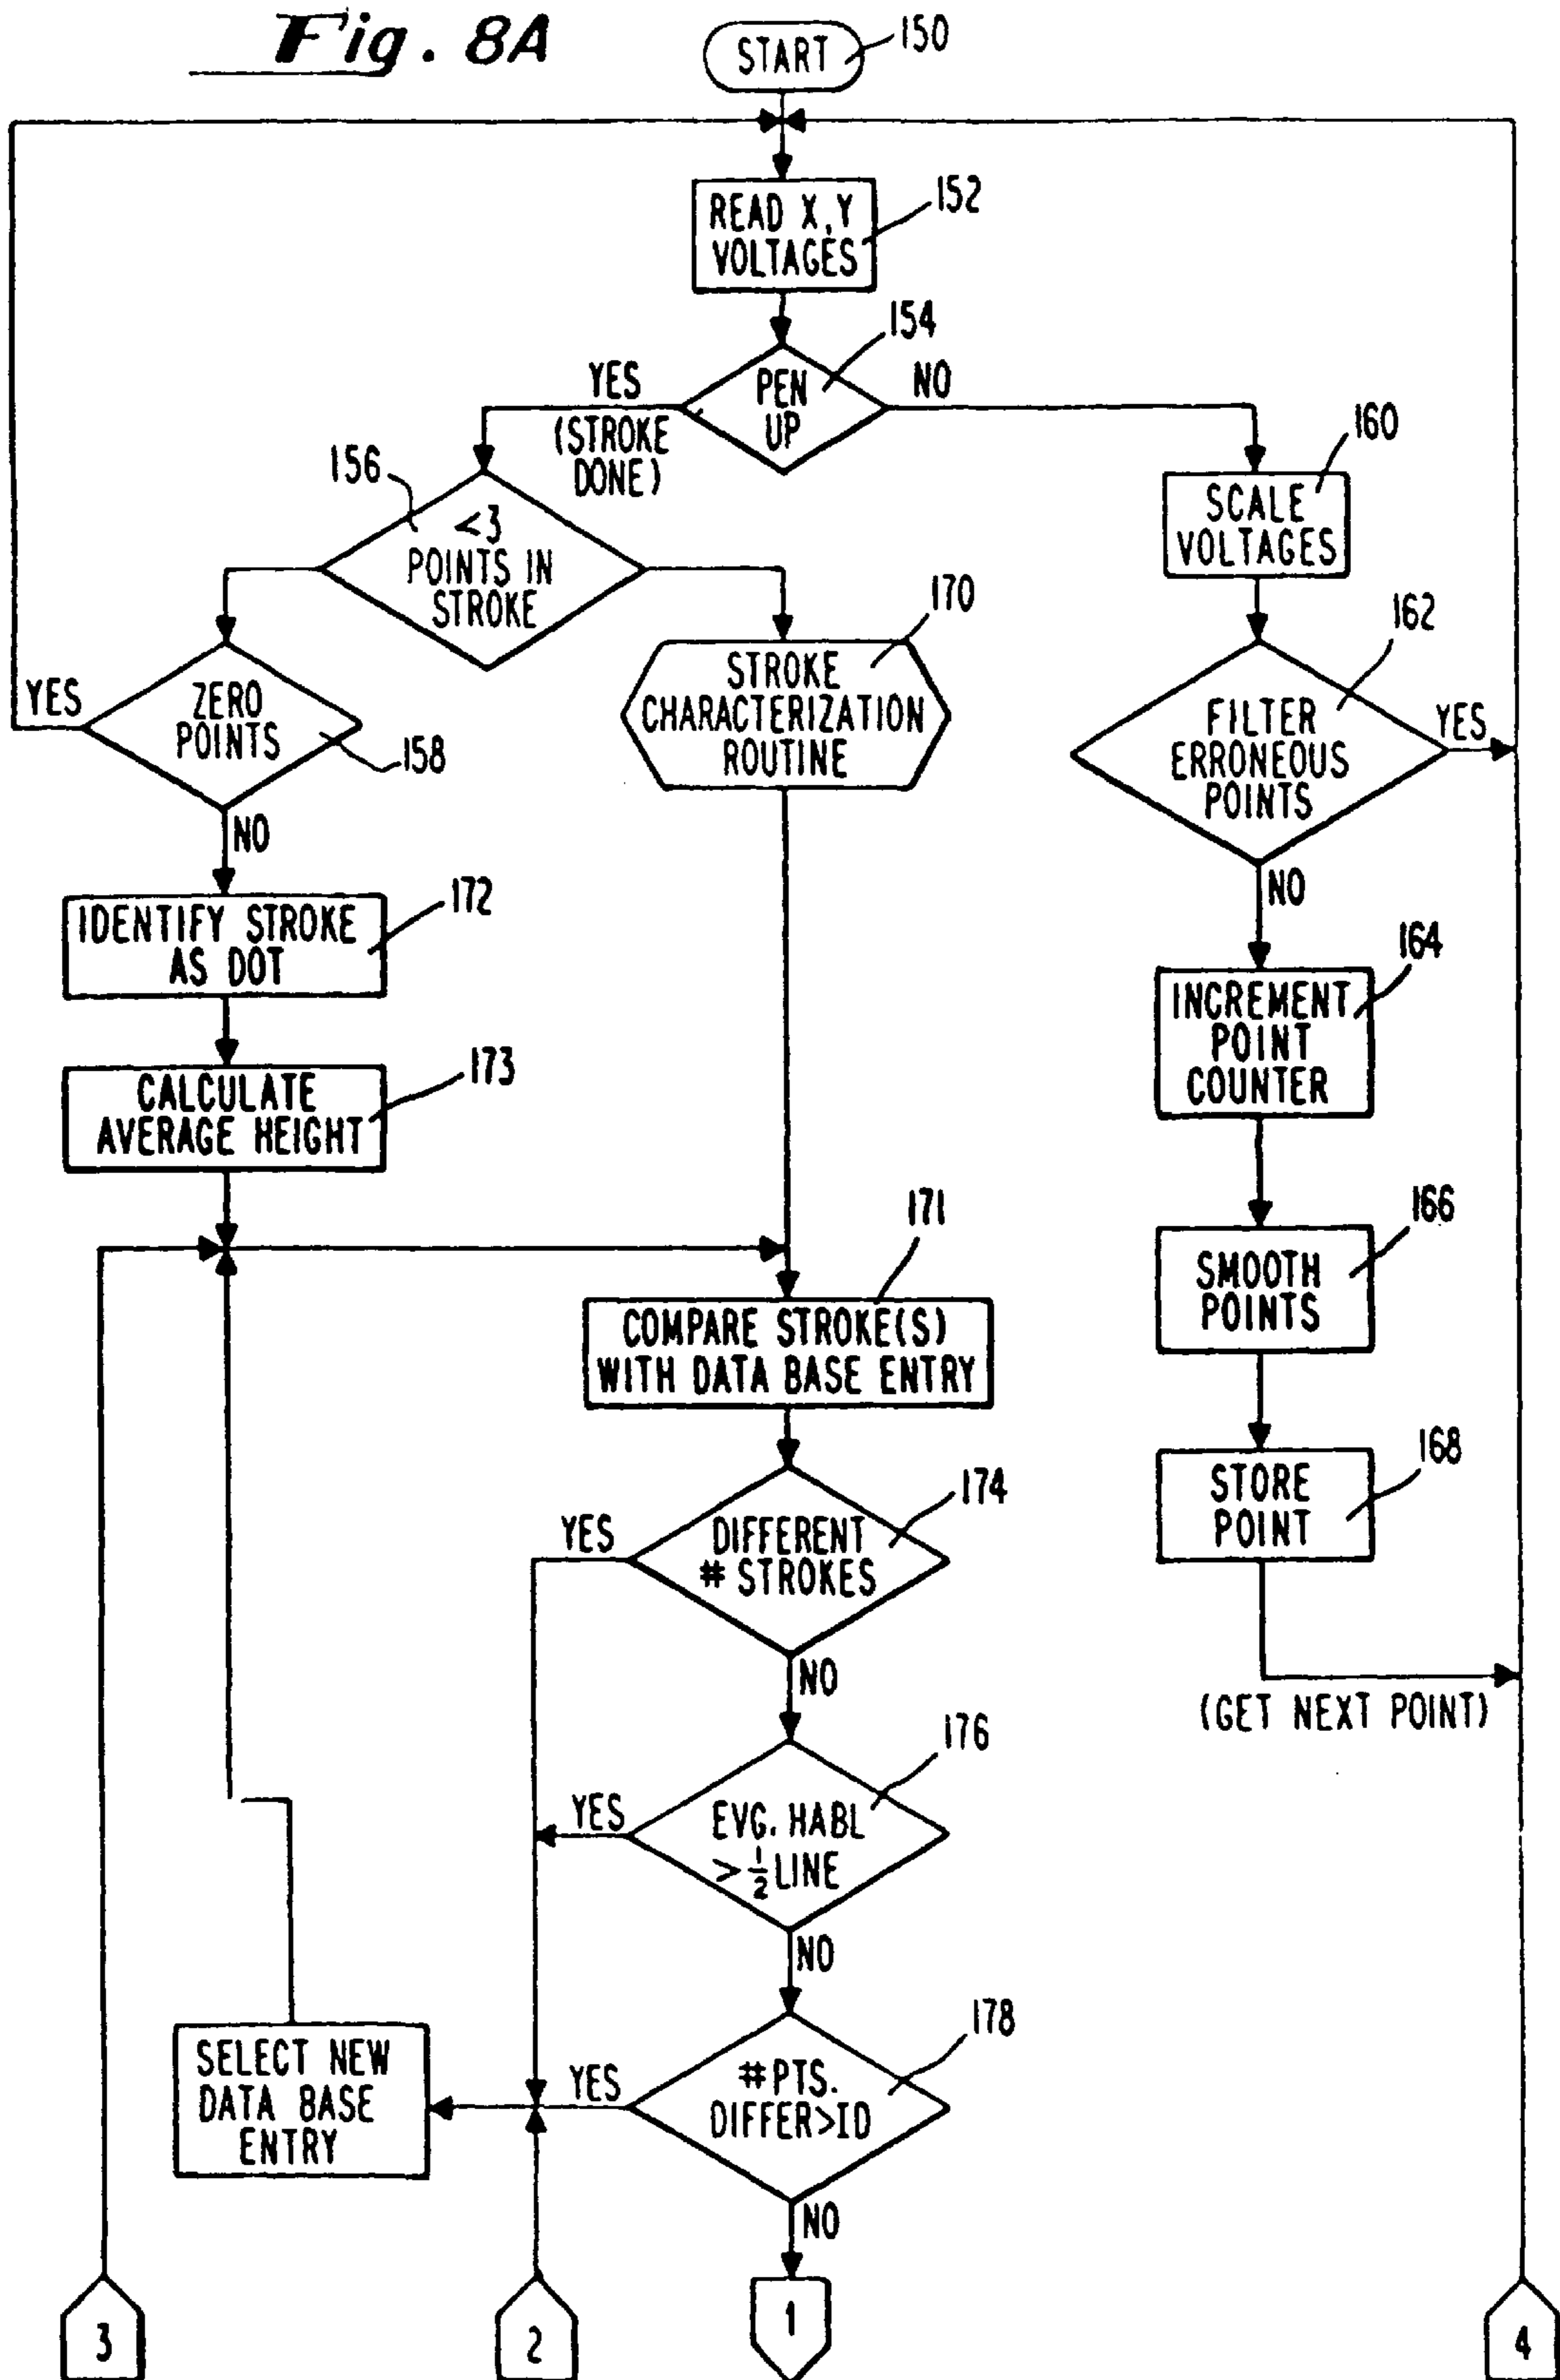 Fig. 8A
START
150
READ X,Y
VOLTAGES
152
154
PEN
UP
YES
(STROKE
DONE)
NO
156
<3
POINTS IN
STROKE
160
SCALE
VOLTAGES
170
STROKE
CHARACTERIZATION
ROUTINE
162
FILTER
ERRONEOUS
POINTS
YES
NO
YES
ZERO
POINTS
158
NO
172
IDENTIFY STROKE
AS DOT
164
INCREMENT
POINT
COUNTER
173
CALCULATE
AVERAGE HEIGHT
171
COMPARE STROKE(S)
WITH DATA BASE ENTRY
166
SMOOTH
POINTS
168
STORE
POINT
(GET NEXT POINT)
174
YES
DIFFERENT
# STROKES
NO
176
YES
EVG. HABL
>½ LINE
NO
178
YES
#PTS.
DIFFER>ID
NO
SELECT NEW
DATA BASE
ENTRY
3
2
1
4